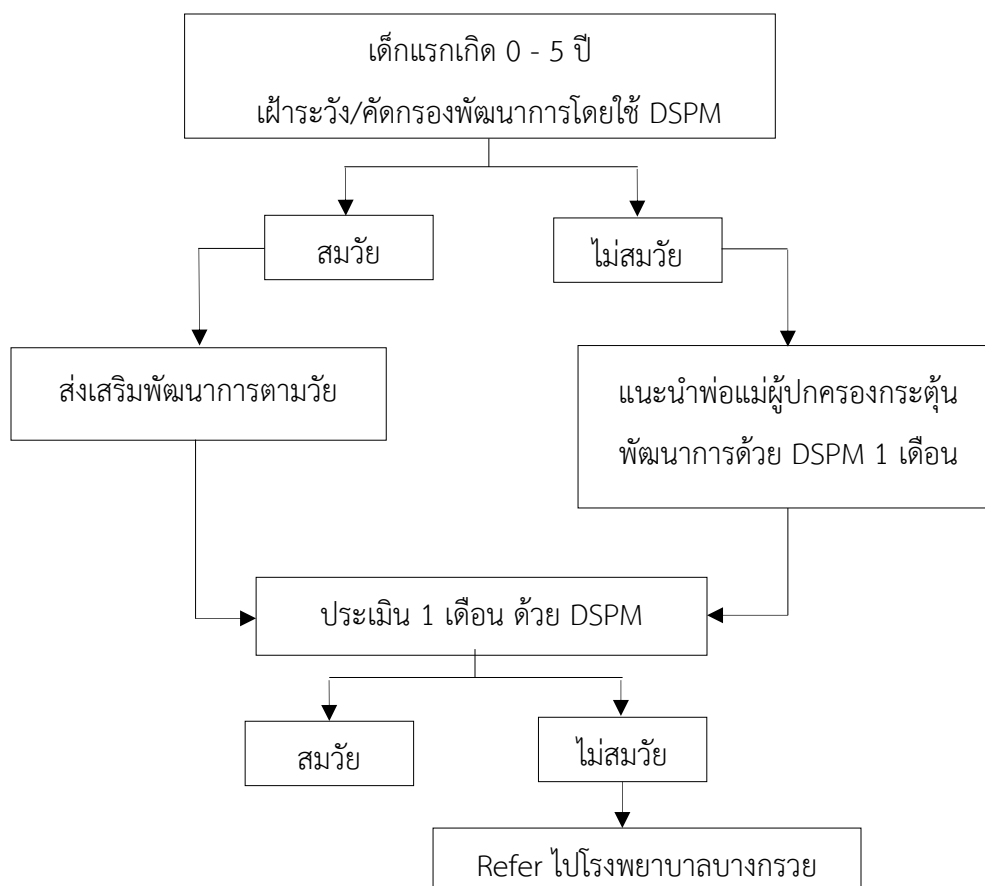 เด็กแรกเกิด 0 - 5 ปี
เฝ้าระวัง/คัดกรองพัฒนาการโดยใช้ DSPM
สมวัย
ไม่สมวัย
ส่งเสริมพัฒนาการตามวัย
แนะนำพ่อแม่ผู้ปกครองกระตุ้น
พัฒนาการด้วย DSPM 1 เดือน
ประเมิน 1 เดือน ด้วย DSPM
สมวัย
ไม่สมวัย
Refer ไปโรงพยาบาลบางกรวย